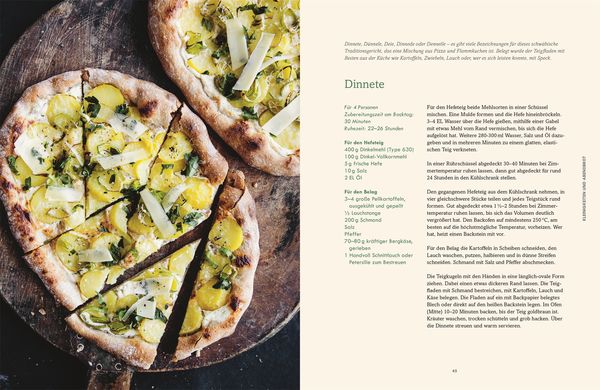 Dinnete, Dünnele, Deie, Dinnede oder Dennetle – es gibt viele Bezeichnungen für dieses schwäbische
Traditionsgericht, das eine Mischung aus Pizza und Flammkuchen ist. Belegt wurde der Teigfladen mit
Resten aus der Küche wie Kartoffeln, Zwiebeln, Lauch oder, wer es sich leisten konnte, mit Speck.
Dinnete
Für 4 Personen
Zubereitungszeit am Backtag:
30 Minuten
Ruhezeit: 22–26 Stunden
Für den Hefeteig
400 g Dinkelmehl (Type 630)
100 g Dinkel-Vollkornmehl
5 g frische Hefe
10 g Salz
2 EL Öl
Für den Belag
3–4 große Pellkartoffeln,
ausgekühlt und gepellt
½ Lauchstange
200 g Schmand
Salz
Pfeffer
70–80 g kräftiger Bergkäse,
gerieben
1 Handvoll Schnittlauch oder
Petersilie zum Bestreuen
Für den Hefeteig beide Mehlsorten in einer Schüssel
mischen. Eine Mulde formen und die Hefe hineinbröckeln.
3–4 EL Wasser über die Hefe gießen, mithilfe einer Gabel
mit etwas Mehl vom Rand vermischen, bis sich die Hefe
aufgelöst hat. Weitere 280–300 ml Wasser, Salz und Öl dazu-
geben und in mehreren Minuten zu einem glatten, elasti-
schen Teig verkneten.
In einer Rührschüssel abgedeckt 30–40 Minuten bei Zim-
mertemperatur ruhen lassen, dann gut abgedeckt für rund
24 Stunden in den Kühlschrank stellen.
Den gegangenen Hefeteig aus dem Kühlschrank nehmen, in
vier gleichschwere Stücke teilen und jedes Teigstück rund
formen. Gut abgedeckt etwa 1½–2 Stunden bei Zimmer-
temperatur ruhen lassen, bis sich das Volumen deutlich
vergrößert hat. Den Backofen auf mindestens 250 °C, am
besten auf die höchstmögliche Temperatur, vorheizen. Wer
hat, heizt einen Backstein mit vor.
Für den Belag die Kartoffeln in Scheiben schneiden, den
Lauch waschen, putzen, halbieren und in dünne Streifen
schneiden. Schmand mit Salz und Pfeffer abschmecken.
Die Teigkugeln mit den Händen in eine länglich-ovale Form
ziehen. Dabei einen etwas dickeren Rand lassen. Die Teig-
fladen mit Schmand bestreichen, mit Kartoffeln, Lauch und
Käse belegen. Die Fladen auf ein mit Backpapier belegtes
Blech oder direkt auf den heißen Backstein legen. Im Ofen
(Mitte) 10–20 Minuten backen, bis der Teig goldbraun ist.
Kräuter waschen, trocken schütteln und grob hacken. Über
die Dinnete streuen und warm servieren.
KLEINIGKEITEN UND ABENDBROT
43